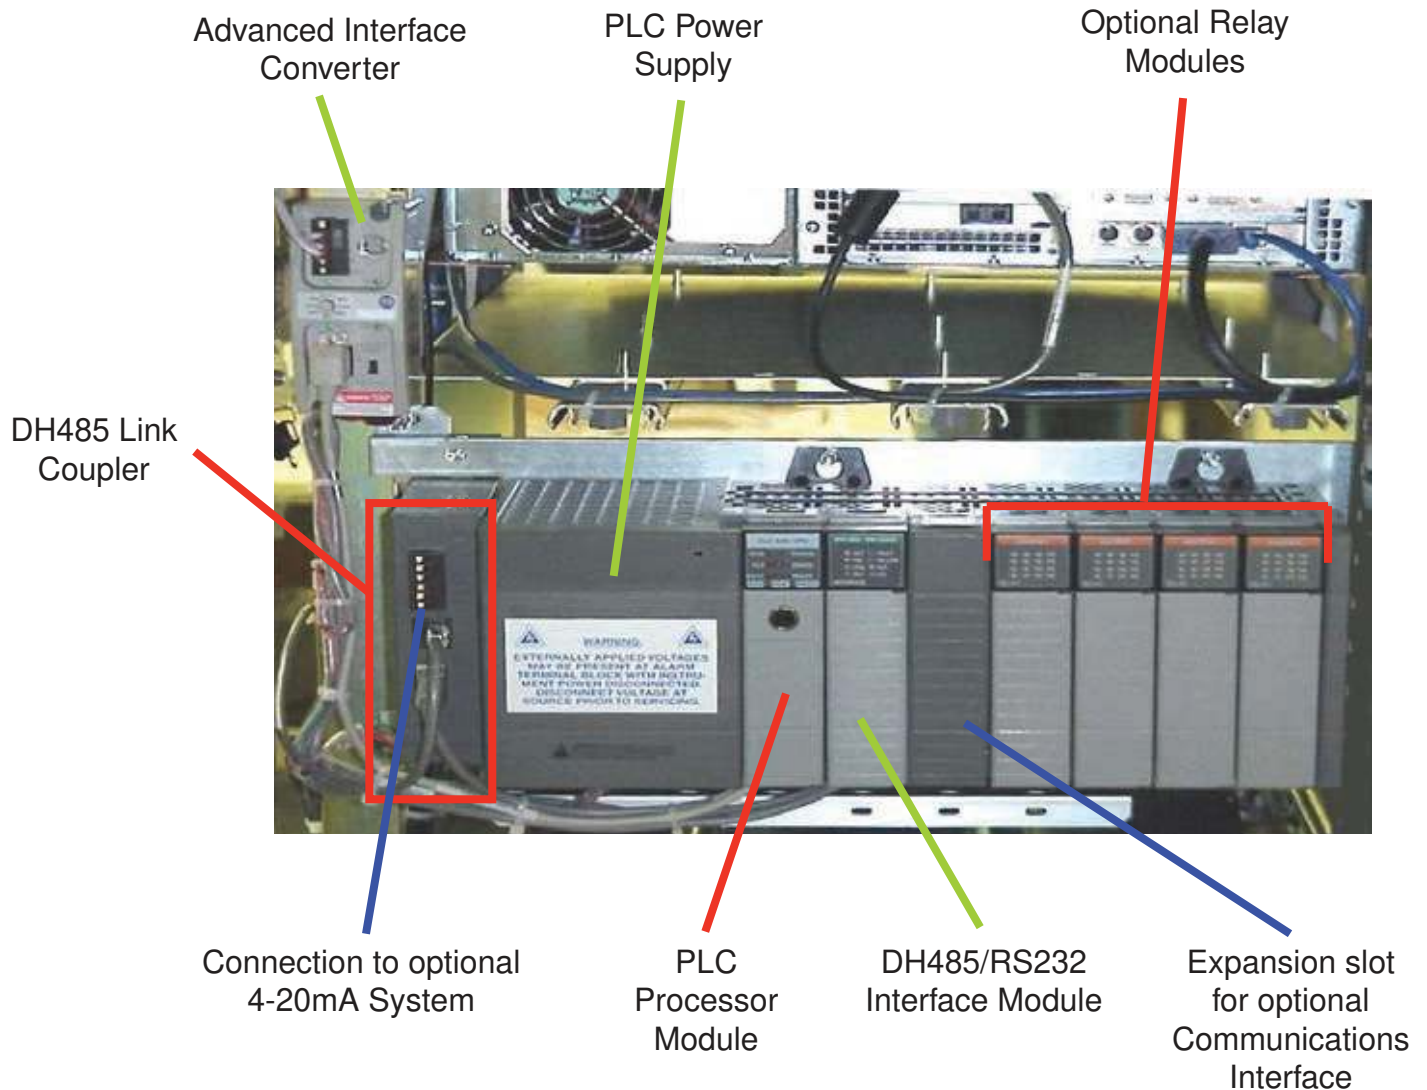 Advanced Interface
Converter
PLC Power
Supply
Optional Relay
Modules
DH485 Link
Coupler
WARNING
EXTERNALLY APPLIED VOLTAGES
MAY BE PRESENT AT ALARM
TERMINAL BLOCK WITH INSTRU-
MENT POWER DISCONNECTED.
DISCONNECT VOLTAGE AT
SOURCE PRIOR TO SERVICING.
Connection to optional
4-20mA System
PLC
Processor
Module
DH485/RS232
Interface Module
Expansion slot
for optional
Communications
Interface